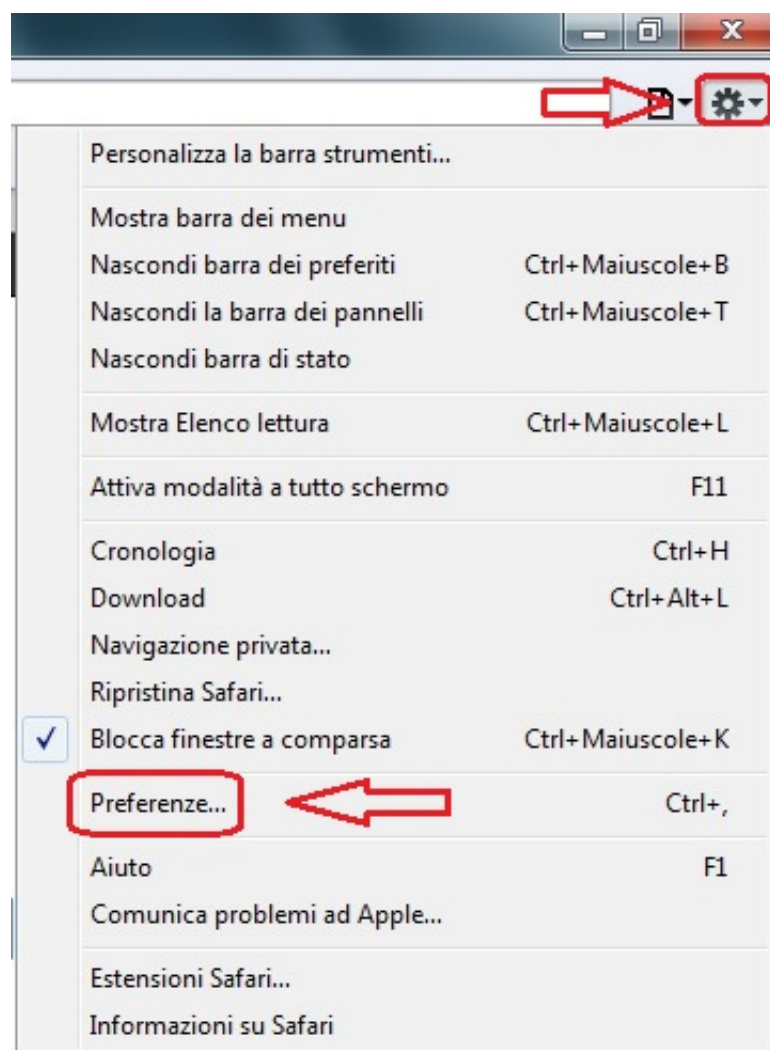 Personalizza la barra strumenti...
Mostra barra dei menu
Nascondi barra dei preferiti Ctrl+Maiuscole+B
Nascondi la barra dei pannelli Ctrl+Maiuscole+T
Nascondi barra di stato
Mostra Elenco lettura Ctrl+Maiuscole+L
Attiva modalità a tutto schermo F11
Cronologia Ctrl+H
Download Ctrl+Alt+L
Navigazione privata...
Ripristina Safari...
Blocca finestre a comparsa Ctrl+Maiuscole+K
Preferenze... Ctrl+,
Aiuto F1
Comunica problemi ad Apple...
Estensioni Safari...
Informazioni su Safari